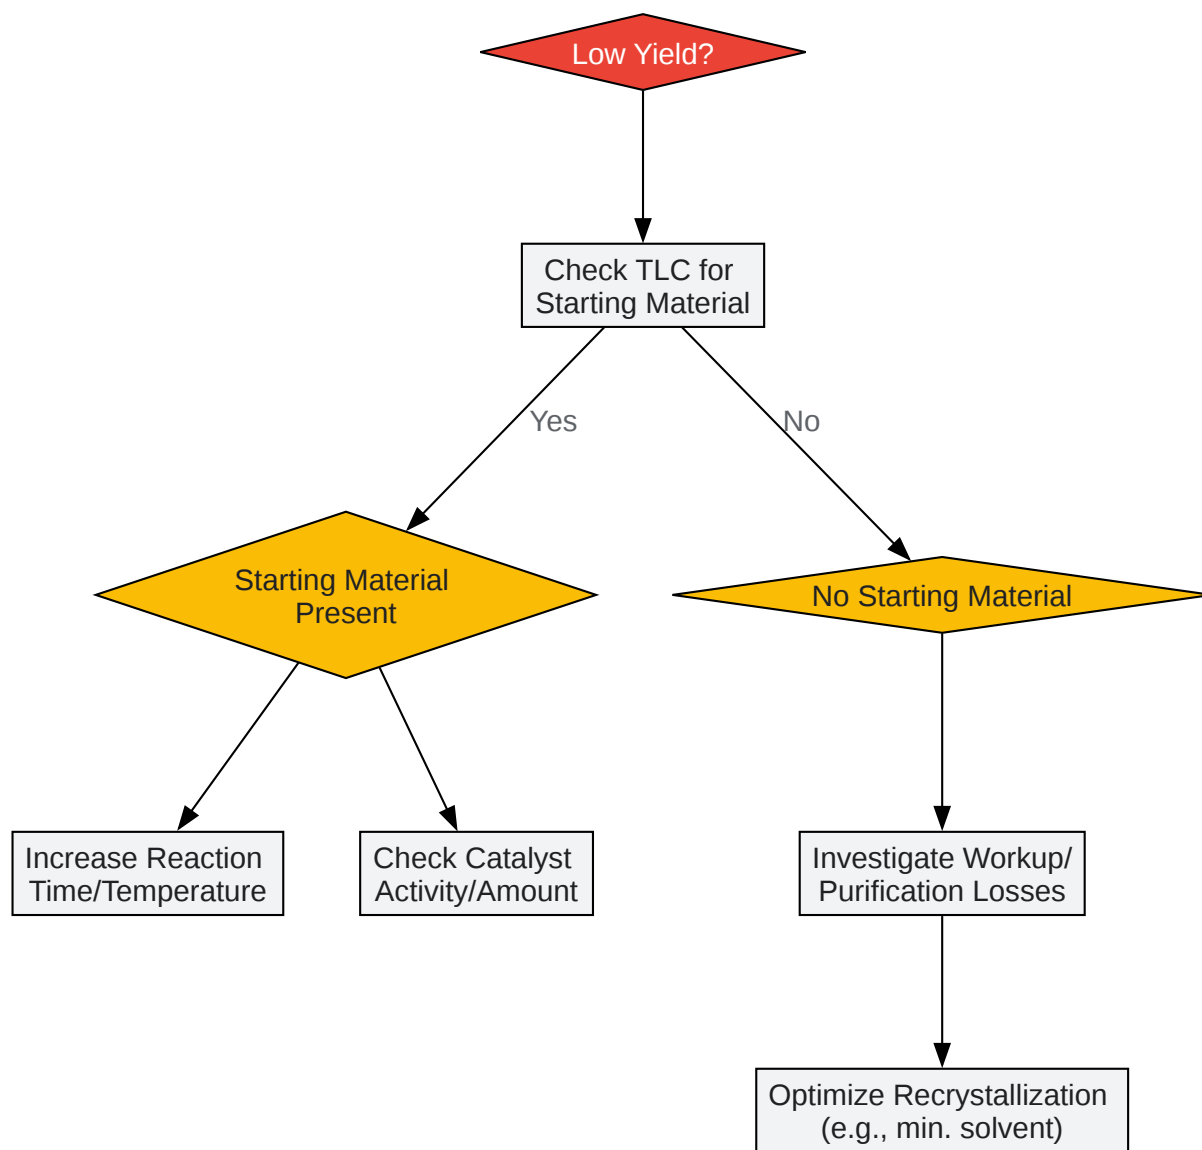 Low Yield?
Check TLC for
Starting Material
Yes
No
Starting Material
Present
No Starting Material
Increase Reaction
Time/Temperature
Check Catalyst
Activity/Amount
Investigate Workup/
Purification Losses
Optimize Recrystallization
(e.g., min. solvent)